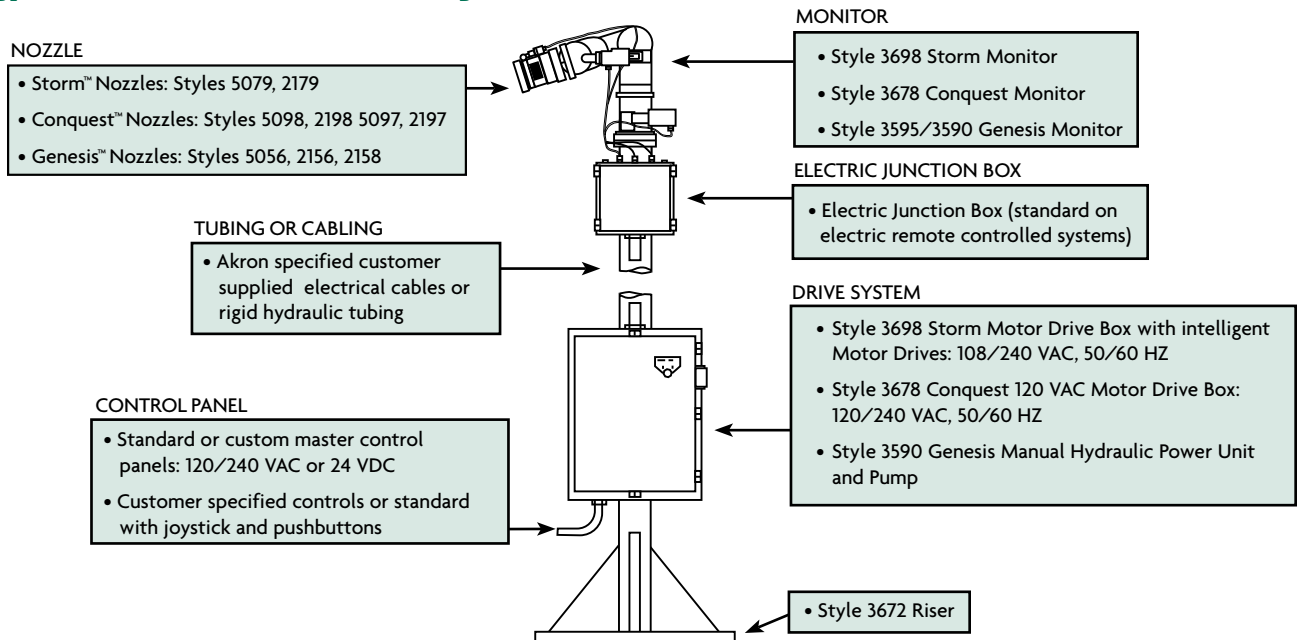 NOZZLE
• Storm™ Nozzles: Styles 5079, 2179
• Conquest™ Nozzles: Styles 5098, 2198 5097, 2197
• Genesis™ Nozzles: Styles 5056, 2156, 2158
MONITOR
• Style 3698 Storm Monitor
• Style 3678 Conquest Monitor
• Style 3595/3590 Genesis Monitor
ELECTRIC JUNCTION BOX
• Electric Junction Box (standard on
electric remote controlled systems)
TUBING OR CABLING
• Akron specified customer
supplied electrical cables or
rigid hydraulic tubing
DRIVE SYSTEM
• Style 3698 Storm Motor Drive Box with intelligent
Motor Drives: 108/240 VAC, 50/60 HZ
• Style 3678 Conquest 120 VAC Motor Drive Box:
120/240 VAC, 50/60 HZ
• Style 3590 Genesis Manual Hydraulic Power Unit
and Pump
CONTROL PANEL
• Standard or custom master control
panels: 120/240 VAC or 24 VDC
• Customer specified controls or standard
with joystick and pushbuttons
• Style 3672 Riser